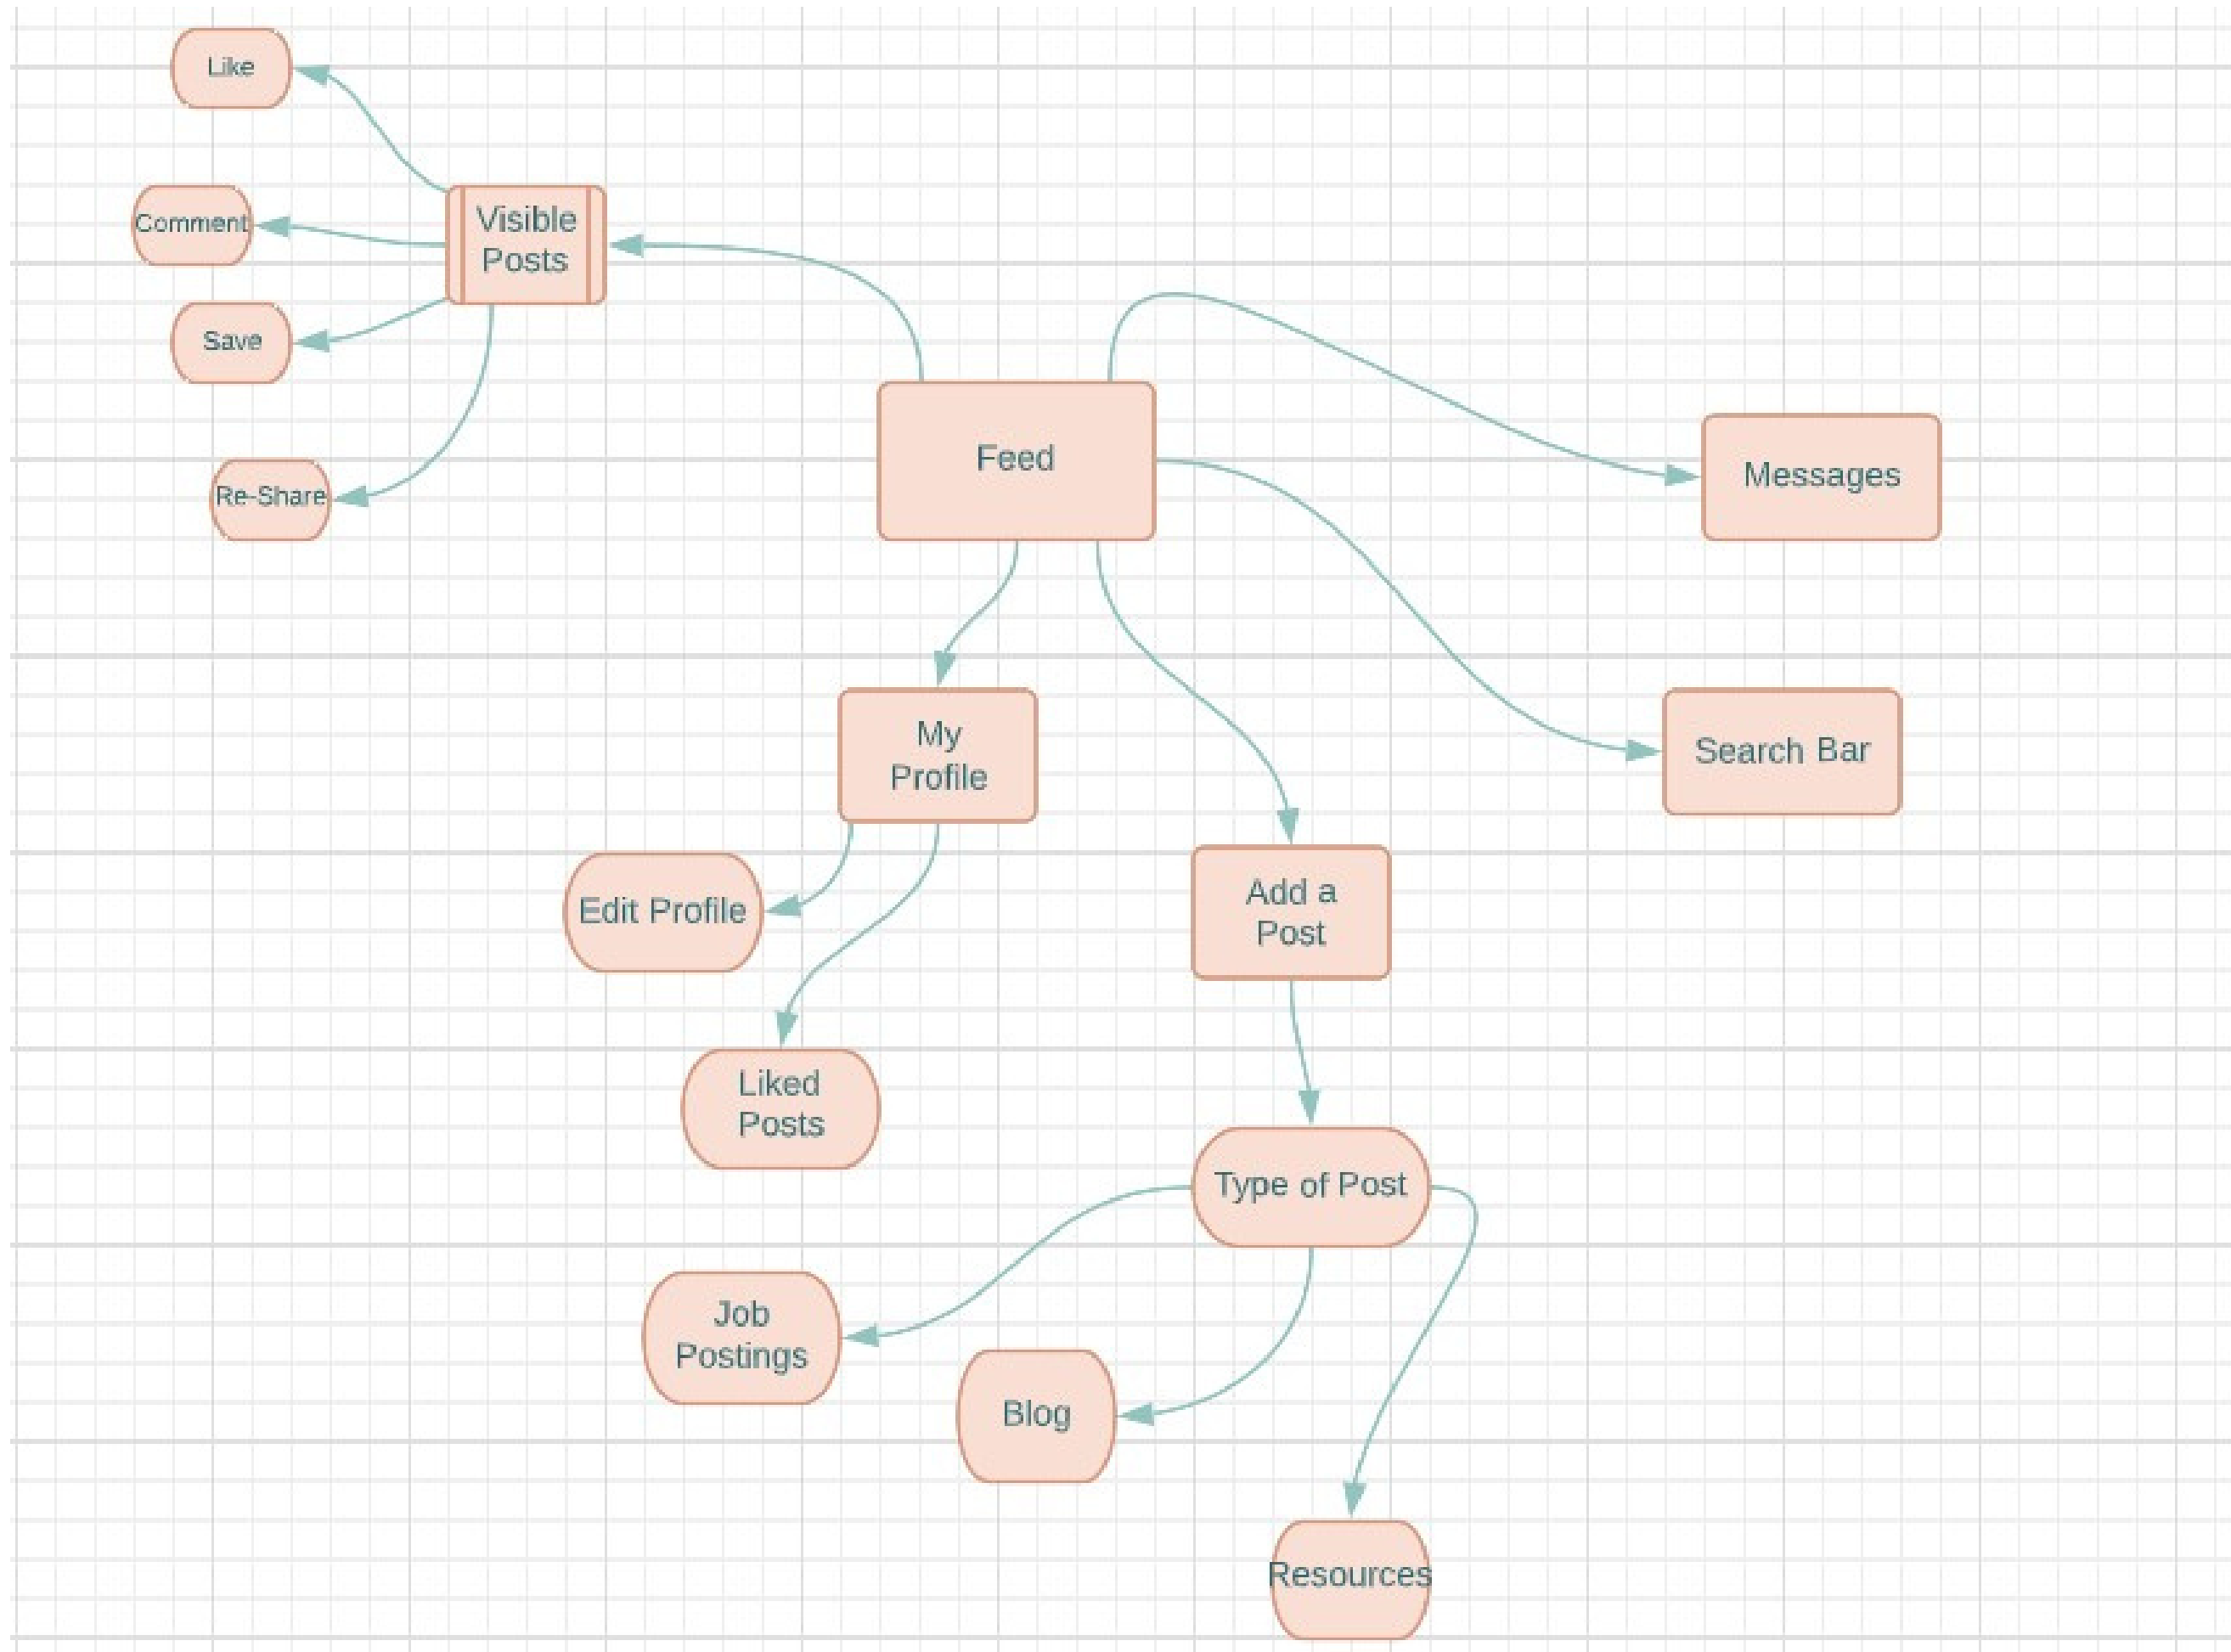 Like
Comment
Save
Re-Share
Visible
Posts
Feed
Messages
Search Bar
My
Profile
Edit Profile
Liked
Posts
Add a
Post
Type of Post
Job
Postings
Blog
Resources